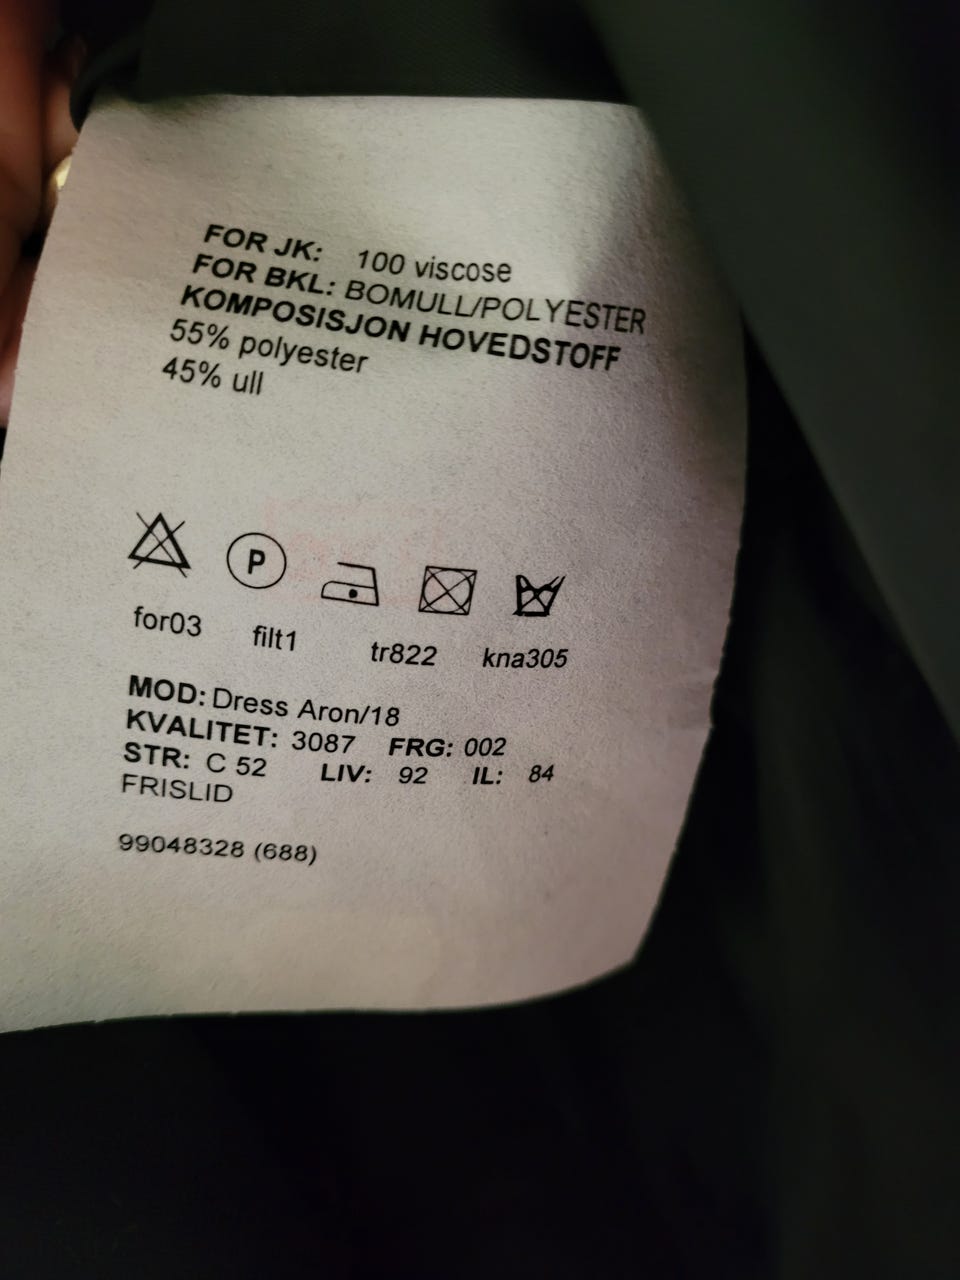 FOR JK: 100 viscose
FOR BKL: BOMULL/POLYESTER
KOMPOSISJON HOVEDSTOFF
55% polyester
45% ull
P
for03 filt1 tr822 kna305
MOD: Dress Aron/18
KVALITET: 3087 FRG: 002
STR: C 52 LIV: 92 IL: 84
FRISLID
99048328 (688)